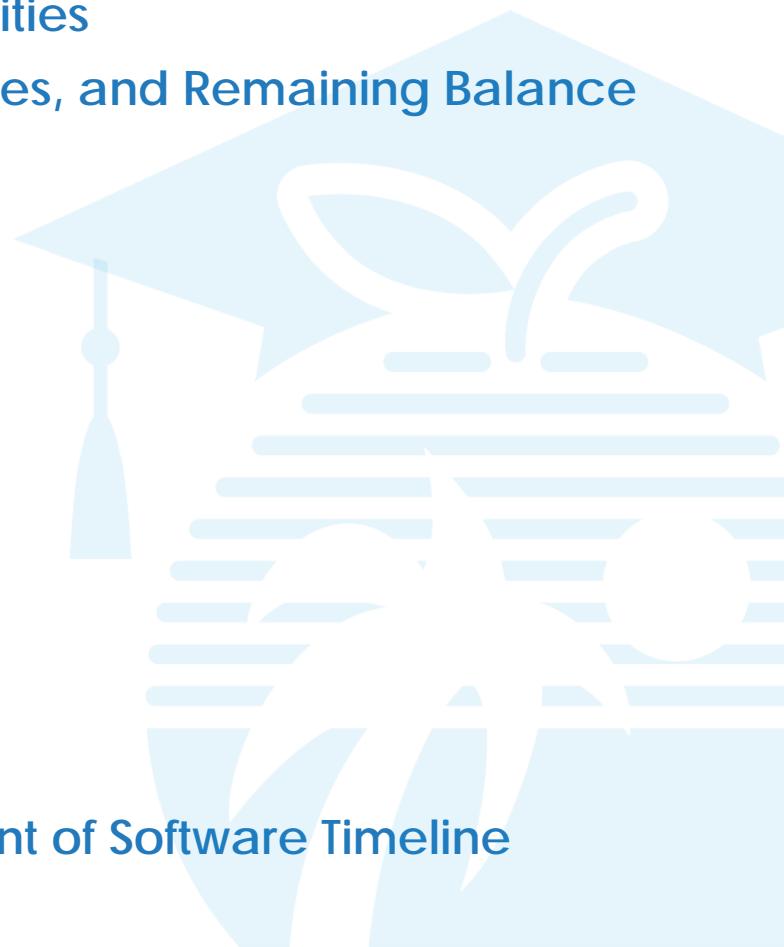 ities
es, and Remaining Balance
nt of Software Timeline